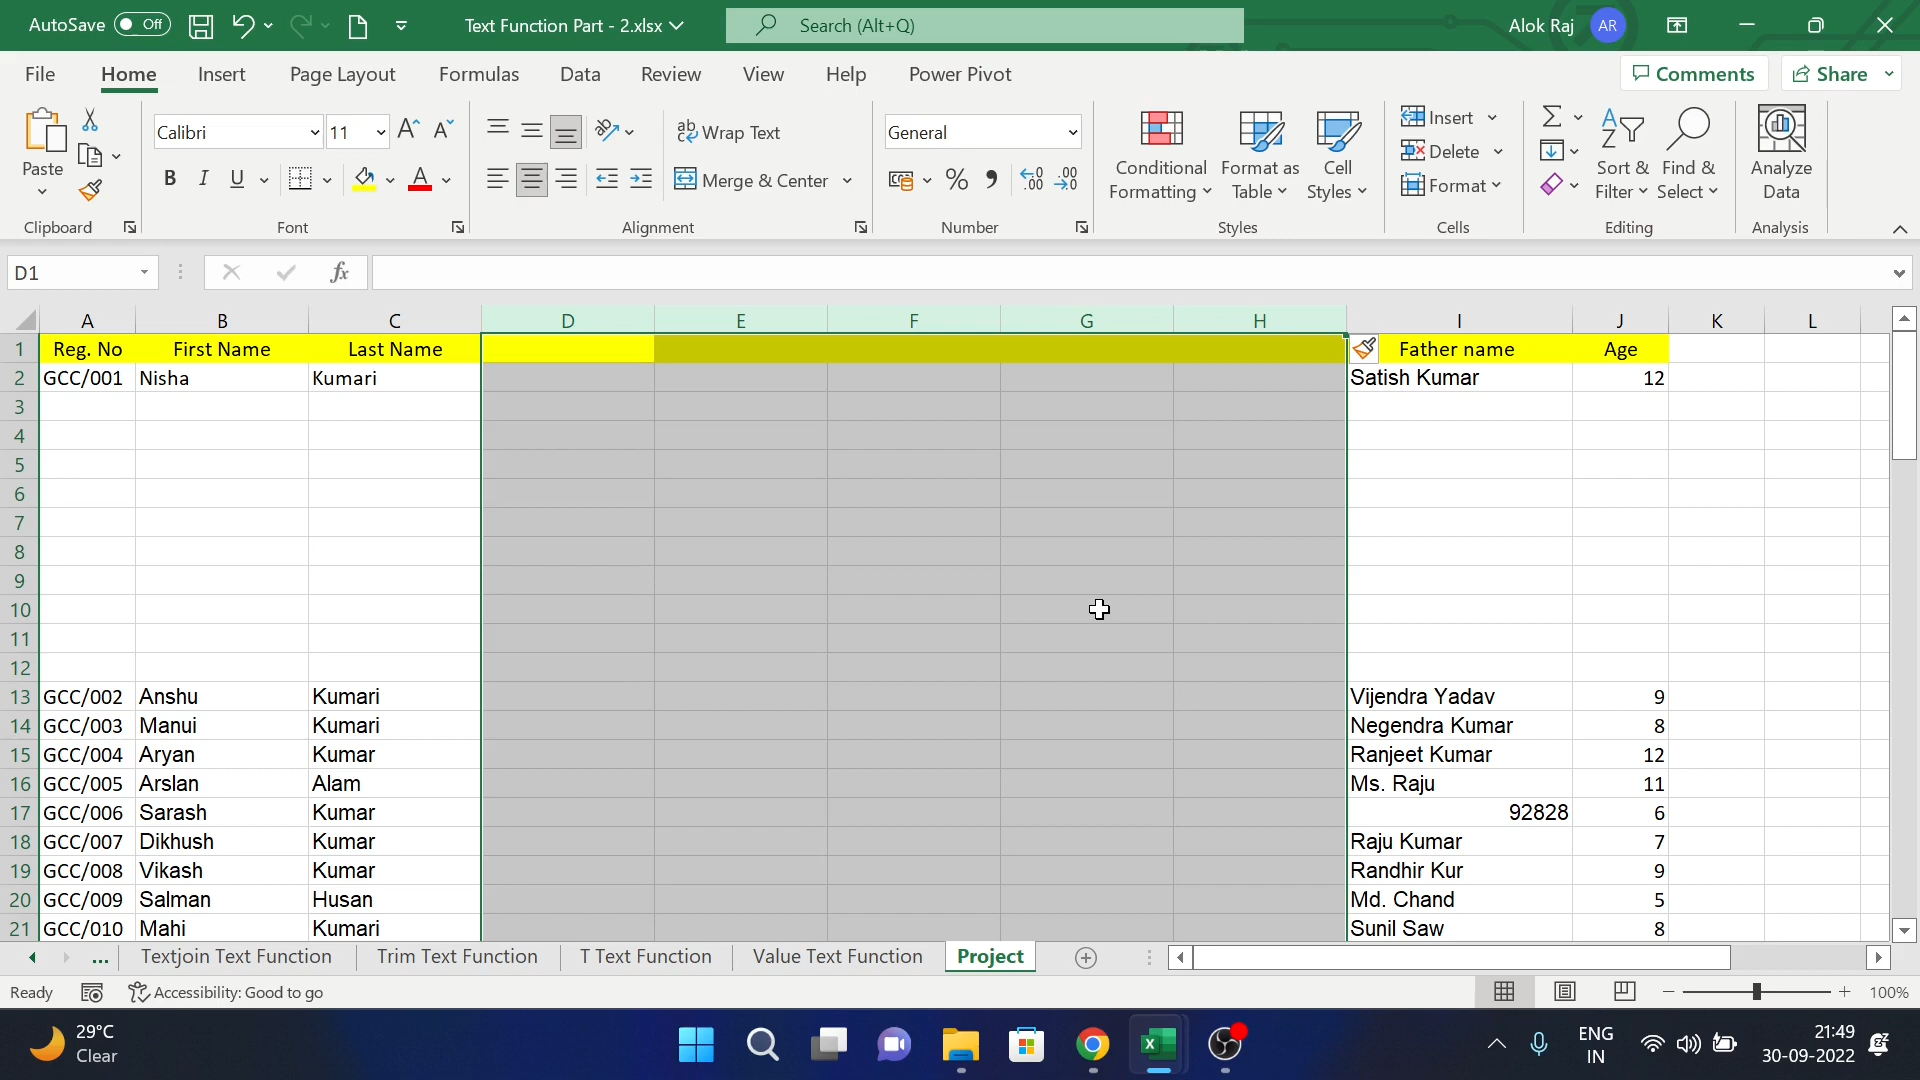 AutoSave Off Text Function Part - 2.xlsx Search (Alt+Q) Alok Raj AR
File Home Insert Page Layout Formulas Data Review View Help Power Pivot Comments Share
Paste
Clipboard
Calibri 11
B I U A
Font
ab Wrap Text
Merge & Center
Alignment
General
% 9 .00
Number
Conditional Formatting
Format as Table
Cell Styles
Styles
Insert
Delete
Format
Cells
Sort & Filter
Find & Select
Editing
Analyze Data
Analysis
D1 fx
A B C D E F G H I J K L
1 Reg. No First Name Last Name Father name Age
2 GCC/001 Nisha Kumari Satish Kumar 12
3
4
5
6
7
8
9
10
11
12
13 GCC/002 Anshu Kumari Vijendra Yadav 9
14 GCC/003 Manui Kumari Negendra Kumar 8
15 GCC/004 Aryan Kumar Ranjeet Kumar 12
16 GCC/005 Arslan Alam Ms. Raju 11
17 GCC/006 Sarash Kumar 92828 6
18 GCC/007 Dikhush Kumar Raju Kumar 7
19 GCC/008 Vikash Kumar Randhir Kur 9
20 GCC/009 Salman Husan Md. Chand 5
21 GCC/010 Mahi Kumari Sunil Saw 8
... Textjoin Text Function Trim Text Function T Text Function Value Text Function Project
Ready Accessibility: Good to go 100%
29°C
Clear
ENG
IN
21:49
30-09-2022